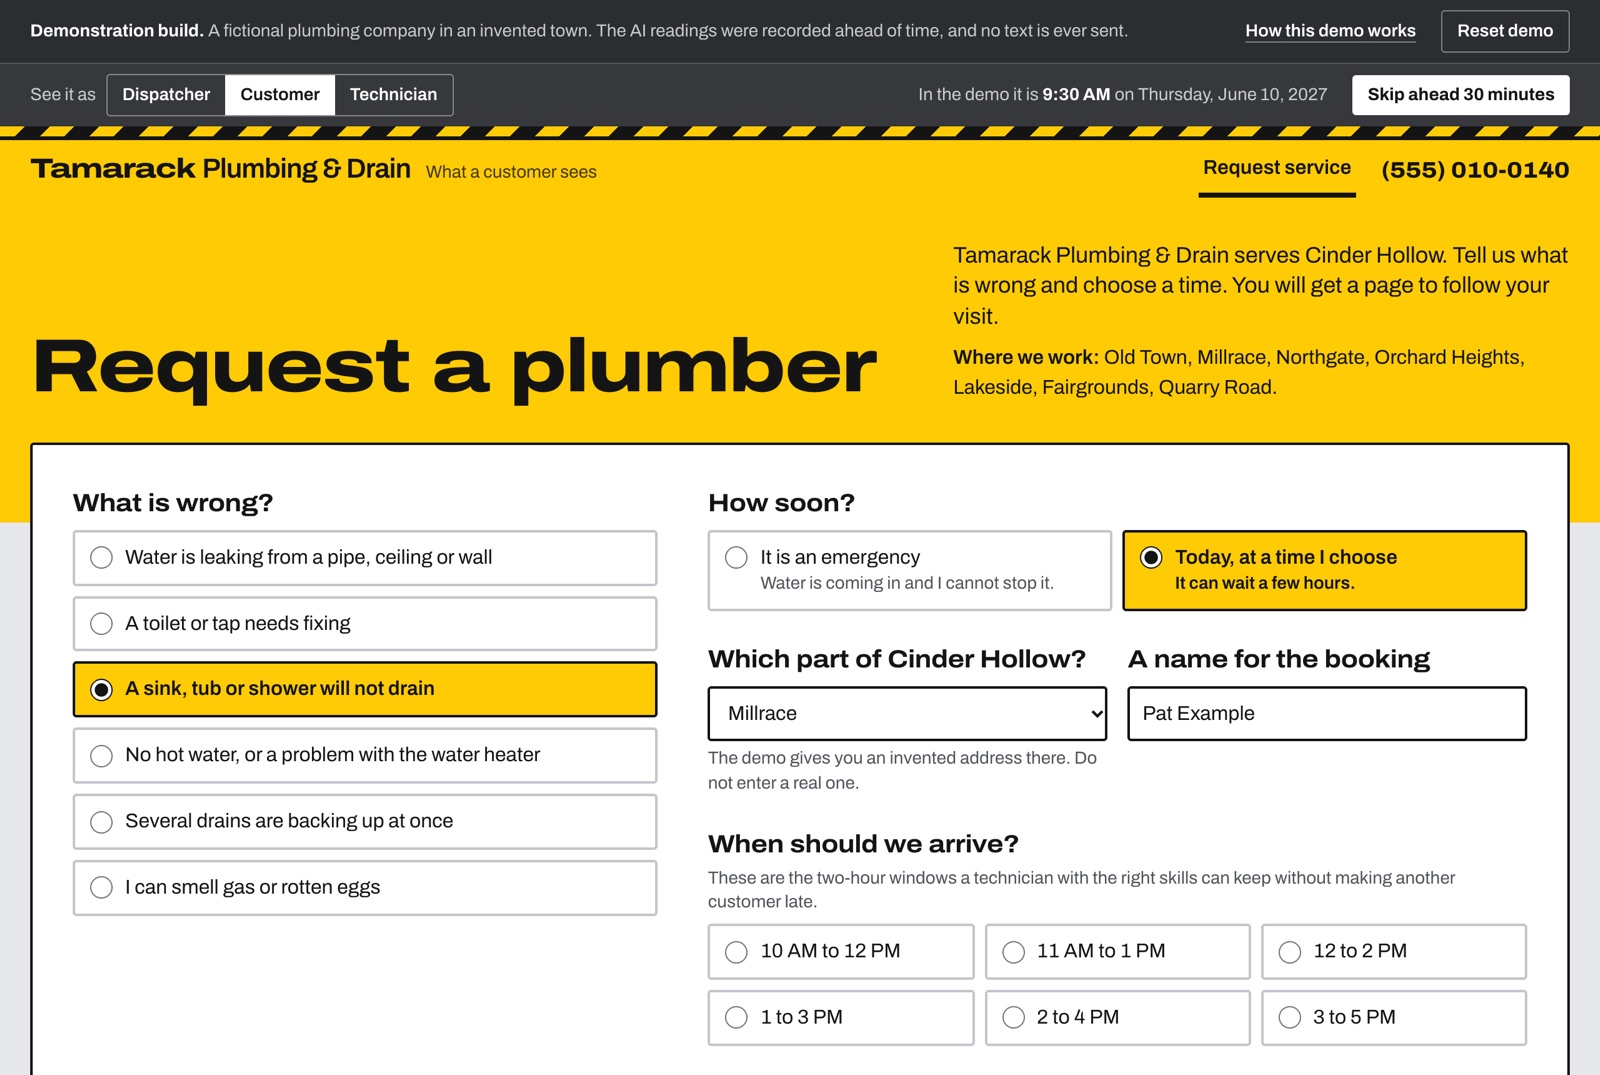 Demonstration build. A fictional plumbing company in an invented town. The AI readings were recorded ahead of time, and no text is ever sent.
How this demo works
Reset demo
See it as
Dispatcher
Customer
Technician
In the demo it is 9:30 AM on Thursday, June 10, 2027
Skip ahead 30 minutes
Tamarack Plumbing & Drain
What a customer sees
Request service
(555) 010-0140
Request a plumber
Tamarack Plumbing & Drain serves Cinder Hollow. Tell us what
is wrong and choose a time. You will get a page to follow your
visit.
Where we work: Old Town, Millrace, Northgate, Orchard Heights,
Lakeside, Fairgrounds, Quarry Road.
What is wrong?
Water is leaking from a pipe, ceiling or wall
A toilet or tap needs fixing
A sink, tub or shower will not drain
No hot water, or a problem with the water heater
Several drains are backing up at once
I can smell gas or rotten eggs
How soon?
It is an emergency
Water is coming in and I cannot stop it.
Today, at a time I choose
It can wait a few hours.
Which part of Cinder Hollow?
Millrace
The demo gives you an invented address there. Do
not enter a real one.
A name for the booking
Pat Example
When should we arrive?
These are the two-hour windows a technician with the right skills can keep without making another
customer late.
10 AM to 12 PM
11 AM to 1 PM
12 to 2 PM
1 to 3 PM
2 to 4 PM
3 to 5 PM